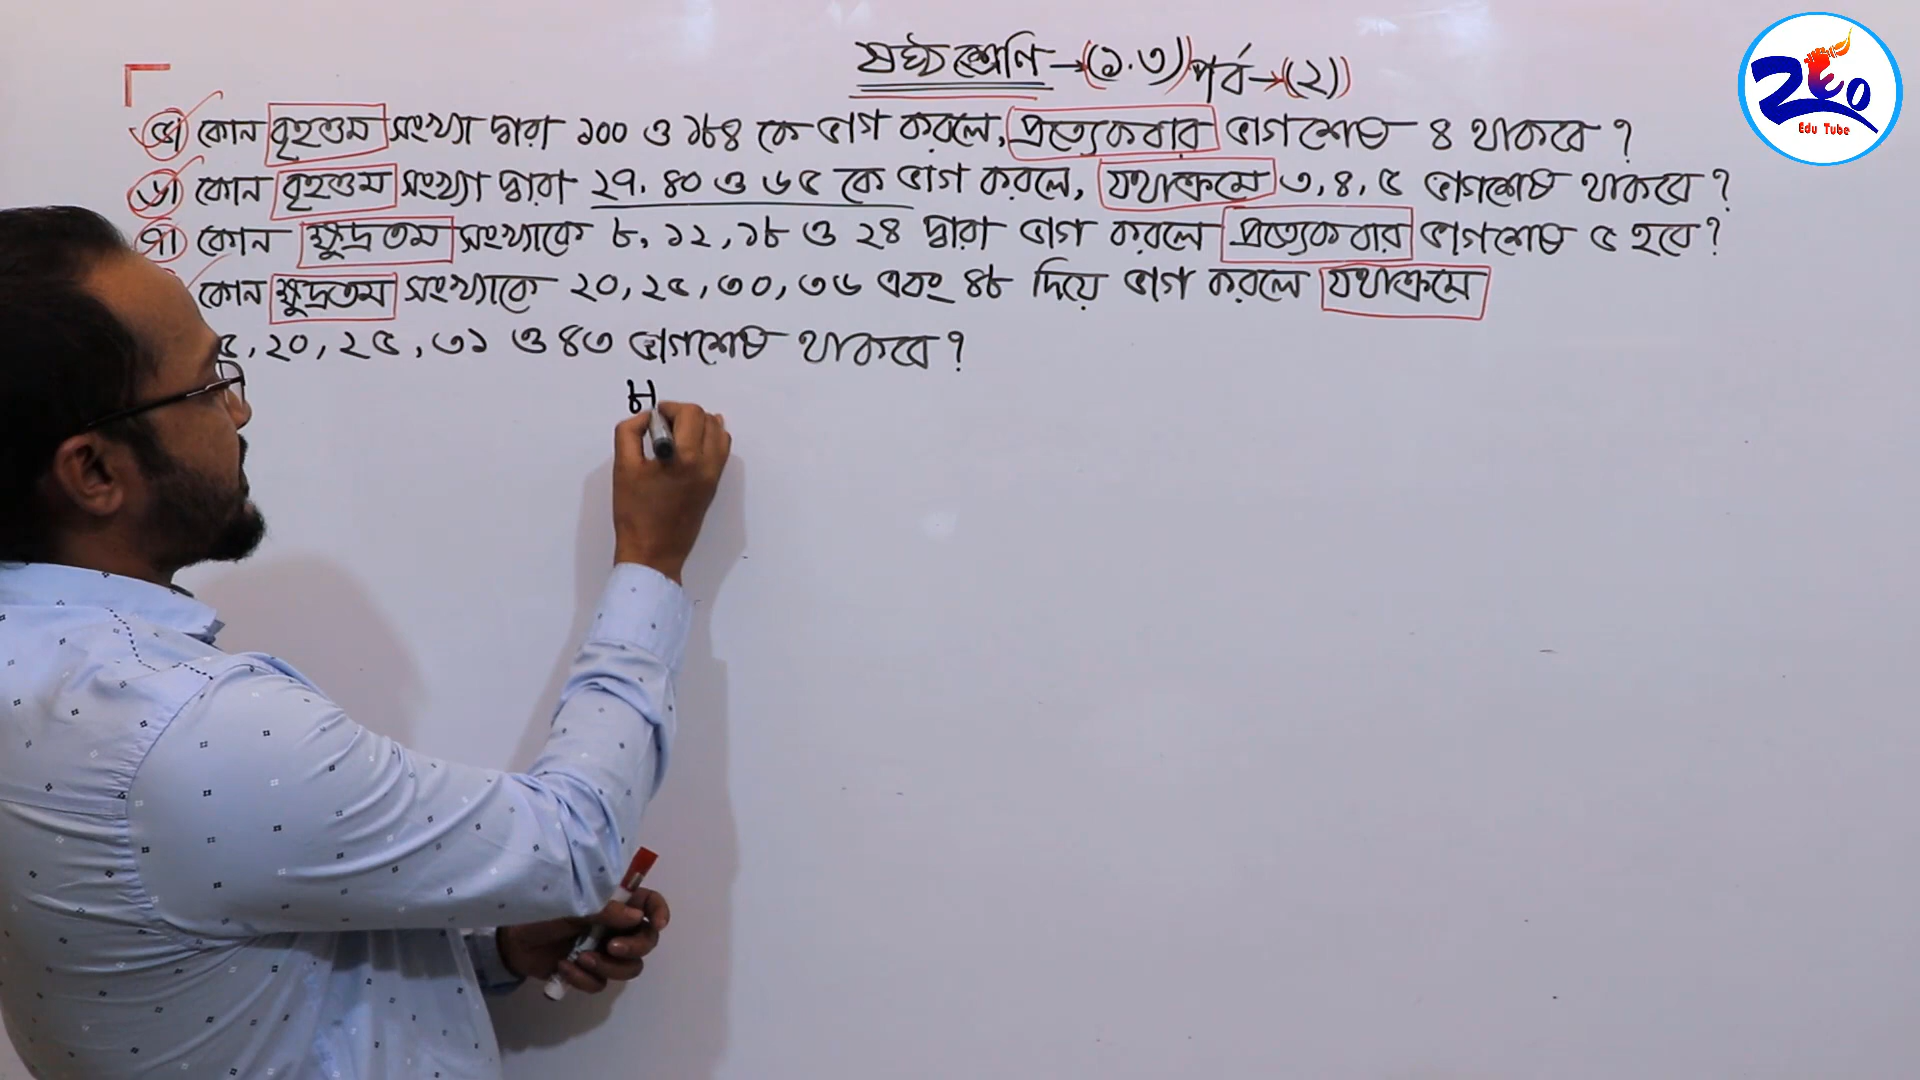 ষষ্ঠ শ্রেণি → (১.৩) পর্ব → (২)
৫। কোন বৃহত্তম সংখ্যা দ্বারা ১০০ ও ১৮৪ কে ভাগ করলে, প্রত্যেকবার ভাগশেষ ৪ থাকবে ?
৬। কোন বৃহত্তম সংখ্যা দ্বারা ২৭, ৪০ ও ৬৫ কে ভাগ করলে, যথাক্রমে ৩, ৪, ৫ ভাগশেষ থাকবে ?
৭। কোন ক্ষুদ্রতম সংখ্যাকে ৮, ১২, ১৮ ও ২৪ দ্বারা ভাগ করলে প্রত্যেকবার ভাগশেষ ৫ হবে ?
কোন ক্ষুদ্রতম সংখ্যাকে ২০, ২৫, ৩০, ৩৬ এবং ৪৮ দিয়ে ভাগ করলে যথাক্রমে
৫, ২০, ২৫, ৩১ ও ৪৩ ভাগশেষ থাকবে ?
2EO
Edu Tube